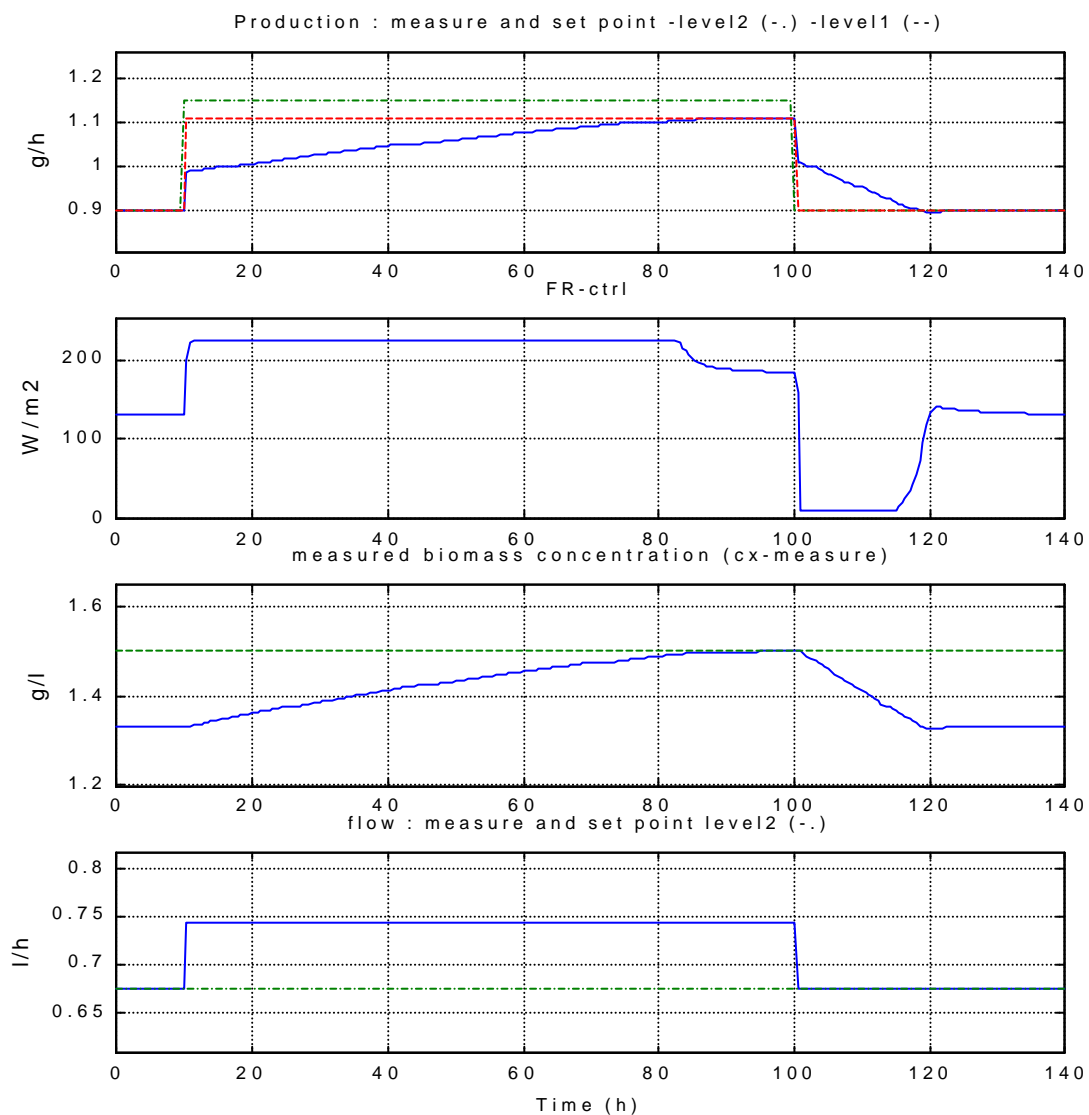 Production : measure and set point -level2 (-.) -level1 (--)
g/h
1.2
1.1
1
0.9
0 20 40 60 80 100 120 140
FR-ctrl
W/m2
200
100
0
0 20 40 60 80 100 120 140
measured biomass concentration (cx-measure)
g/l
1.6
1.4
1.2
0 20 40 60 80 100 120 140
flow : measure and set point level2 (-.)
l/h
0.8
0.75
0.7
0.65
0 20 40 60 80 100 120 140
Time (h)